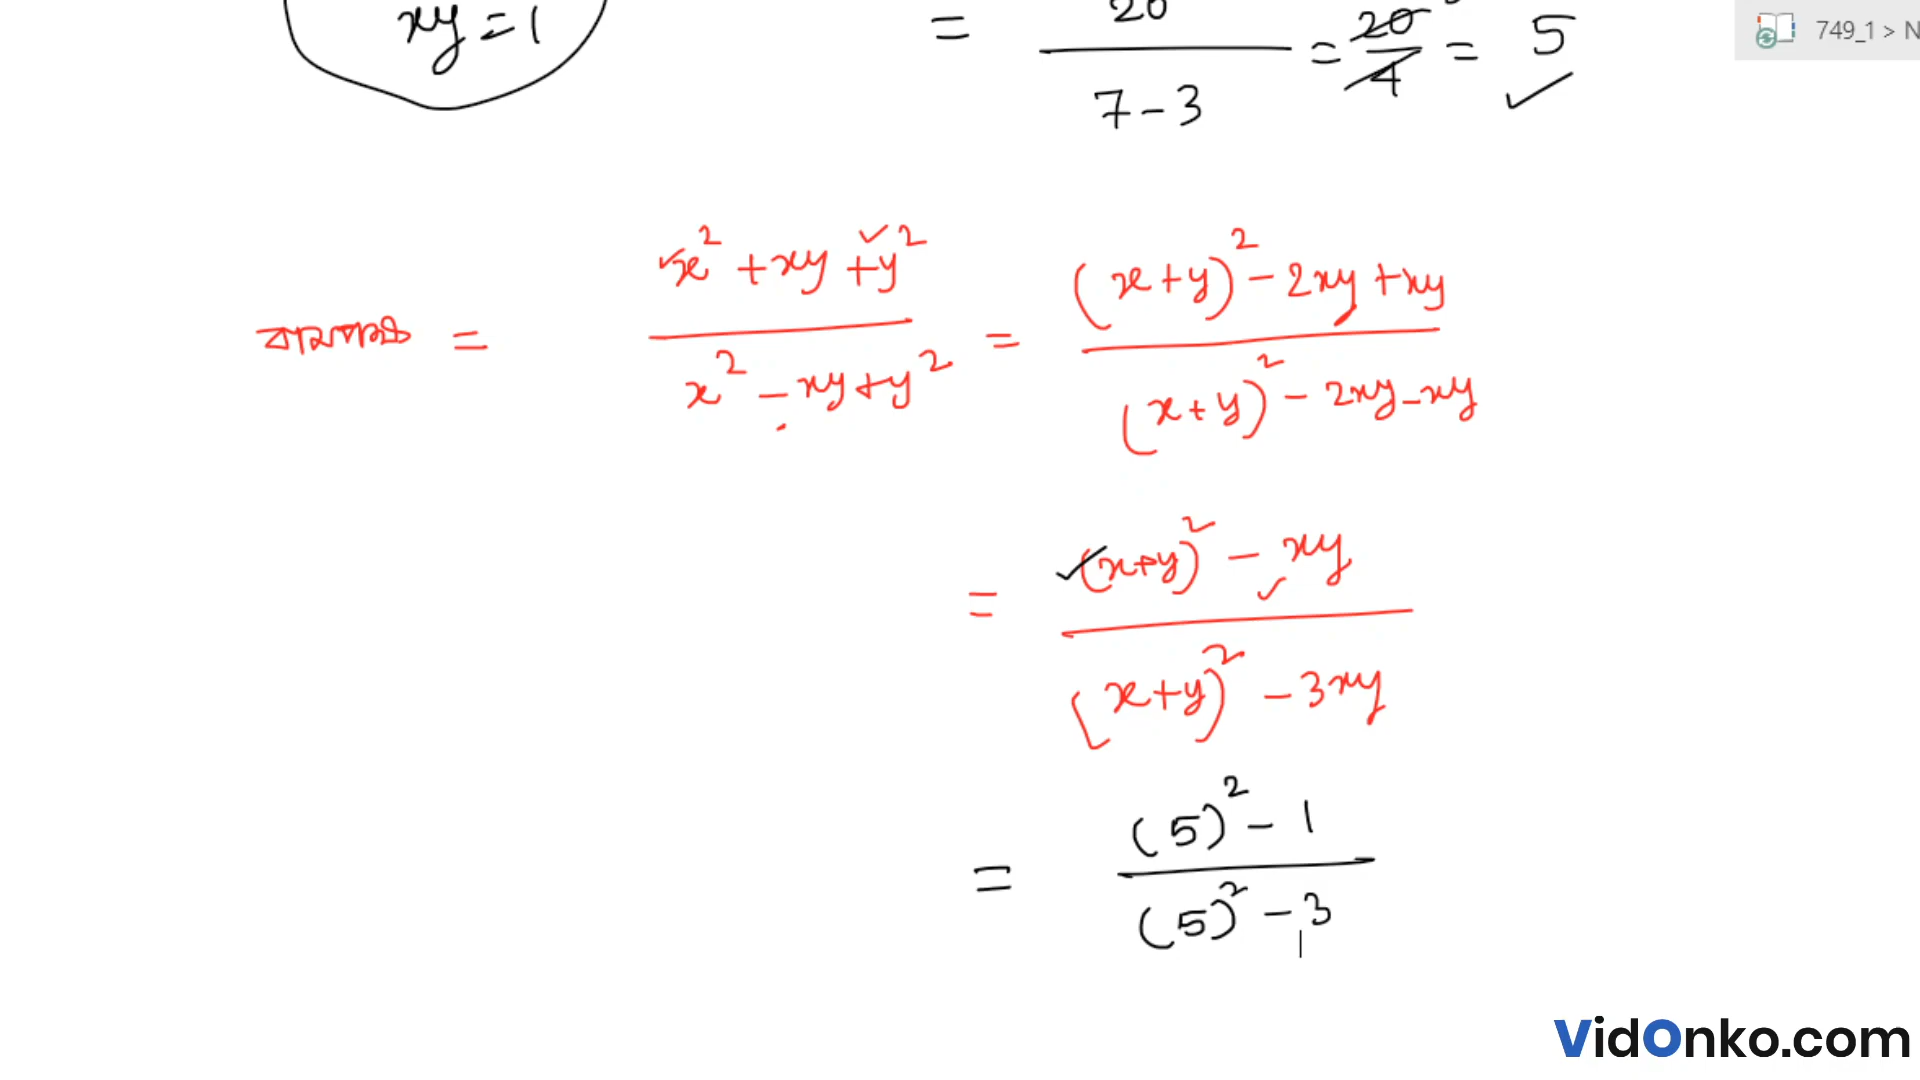 xy = 1
= 20 / 7 - 3 = 20/4 = 5
749_1 > N
বামপক্ষ = x² + xy + y² / x² - xy + y² = (x+y)² - 2xy + xy / (x+y)² - 2xy - xy
= (x+y)² - xy / (x+y)² - 3xy
= (5)² - 1 / (5)² - 3
VidOnko.com